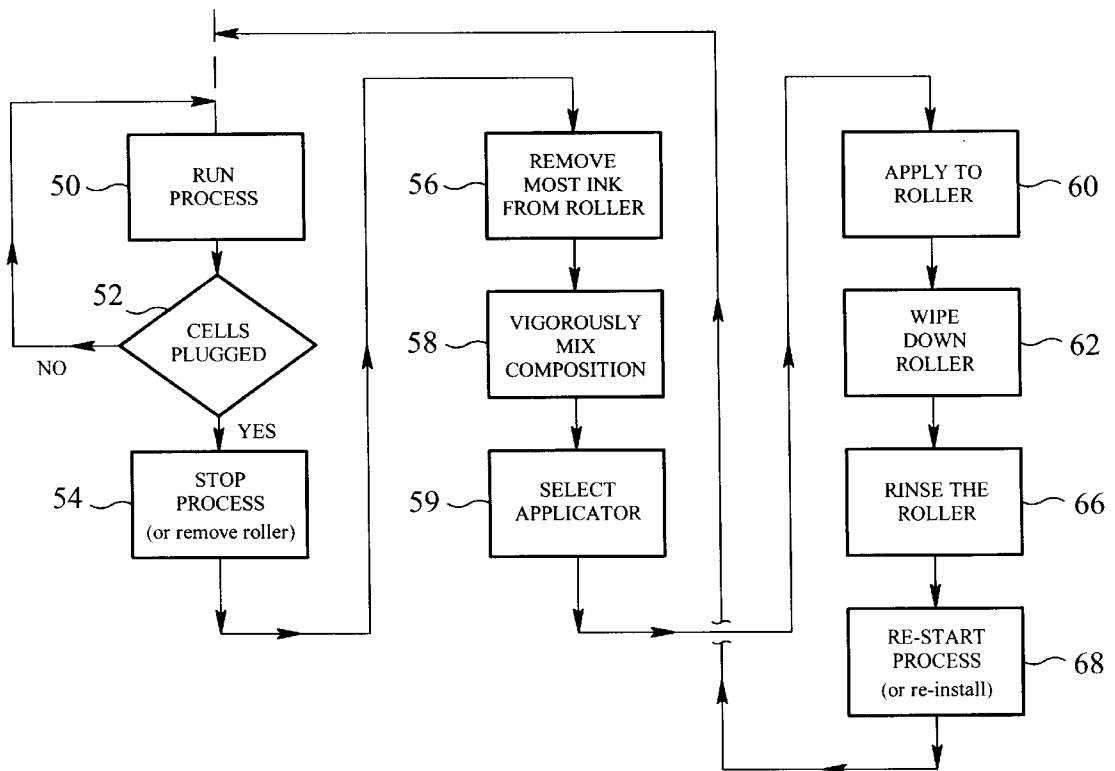 50
RUN
PROCESS
52
CELLS
PLUGGED
NO
YES
54
STOP
PROCESS
(or remove roller)
56
REMOVE
MOST INK
FROM ROLLER
58
VIGOROUSLY
MIX
COMPOSITION
59
SELECT
APPLICATOR
APPLY TO
ROLLER
60
WIPE
DOWN
ROLLER
62
RINSE THE
ROLLER
66
RE-START
PROCESS
(or re-install)
68